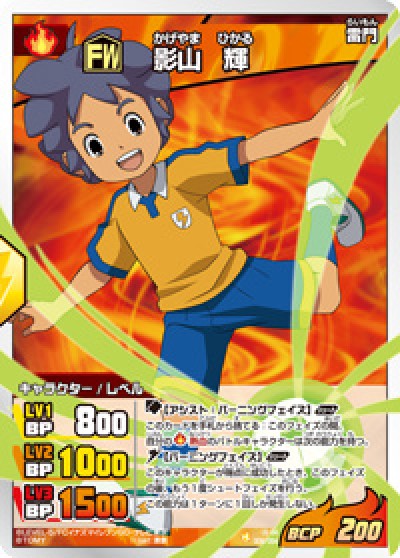 かげやま ひかる
らいもん
FW 影山 輝
雷門
キャラクター / レベル
LV1 BP 800
LV2 BP 1000
LV3 BP 1500
【アシスト：バーニングフェイズ】
このカードを手札から捨てる：このフェイズの間、
自分の 熱血のバトルキャラクターは次の能力を持つ。
【バーニングフェイズ】
このキャラクターが得点に成功したとき、このフェイズ
の後、もう1度シュートフェイズを行う。
この能力は1ターンに1回しか発生しない。
©TOMY
BCP 200